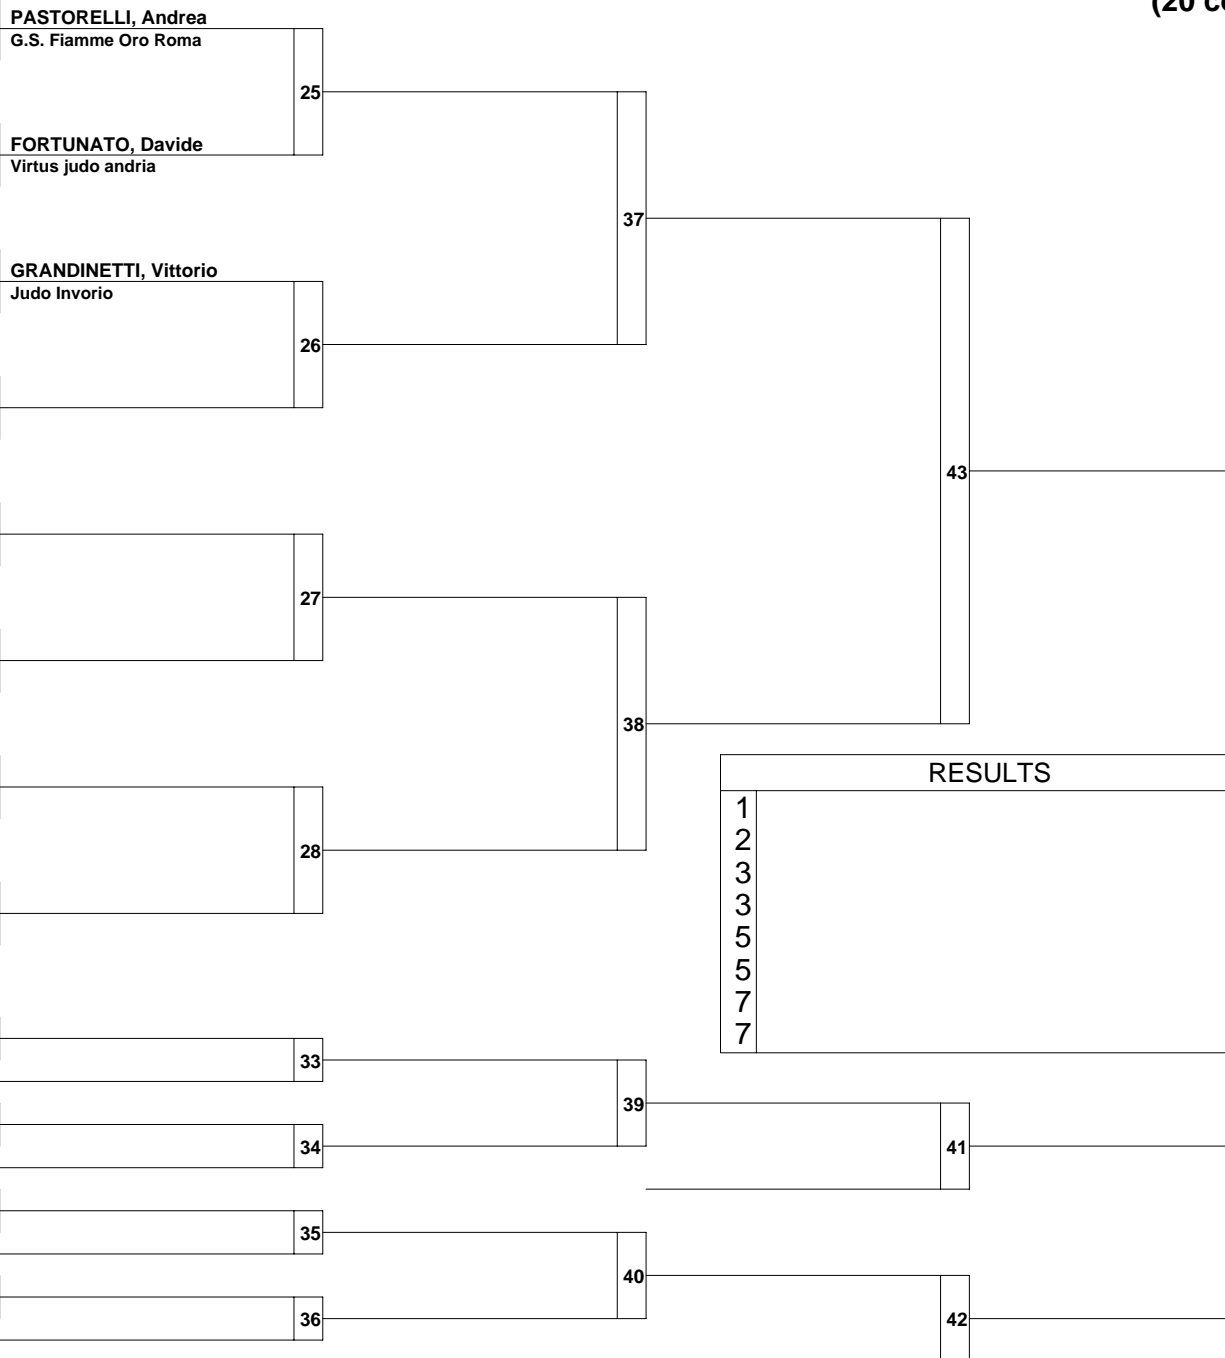 (20 c
PASTORELLI, Andrea
G.S. Fiamme Oro Roma
25
FORTUNATO, Davide
Virtus judo andria
37
GRANDINETTI, Vittorio
Judo Invorio
26
43
27
38
RESULTS
28
1
2
3
3
5
5
7
7
33
39
34
41
35
40
36
42